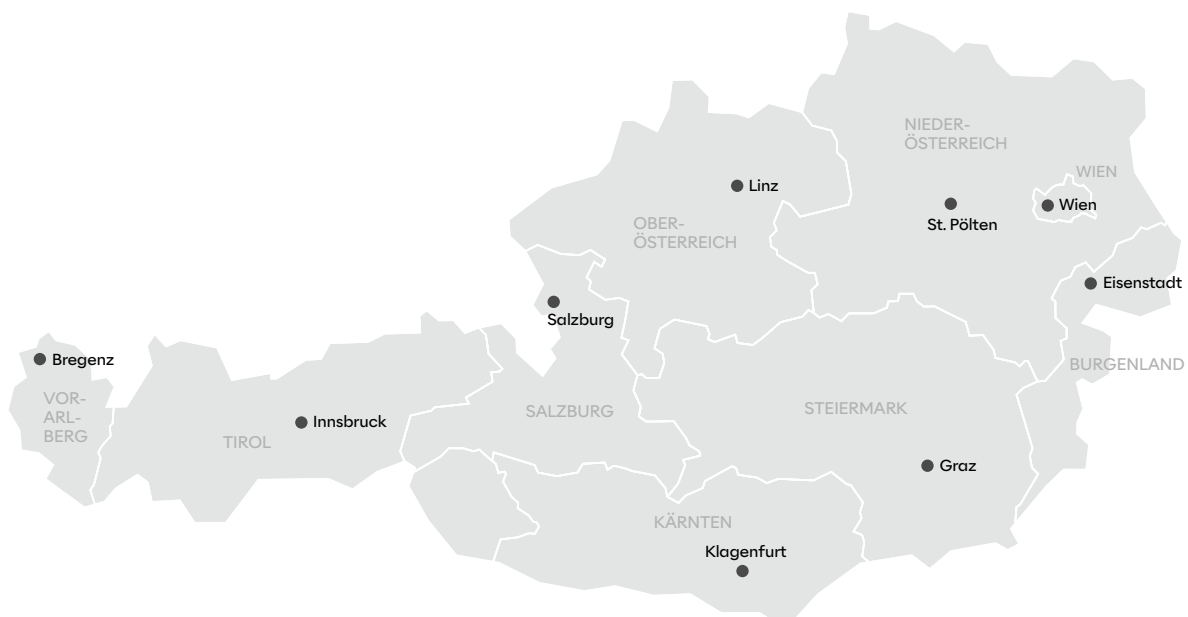 NIEDER-
ÖSTERREICH
WIEN
Linz
Wien
St. Pölten
OBER-
ÖSTERREICH
Eisenstadt
Salzburg
Bregenz
BURGENLAND
VOR-
ARL-
BERG
SALZBURG
STEIERMARK
Innsbruck
TIROL
Graz
KÄRNTEN
Klagenfurt